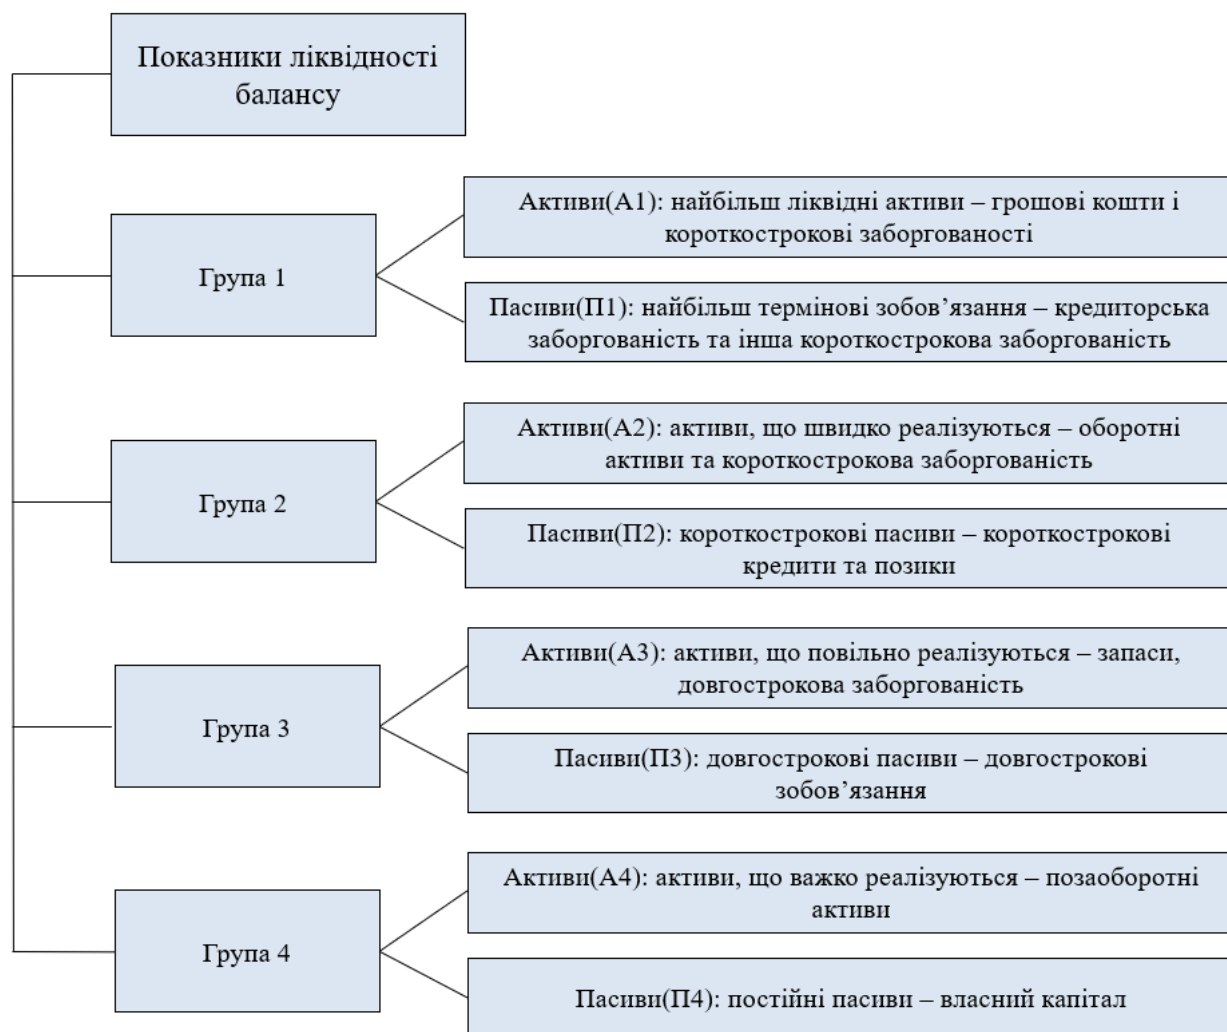 Показники ліквідності
балансу
Група 1
Активи(А1): найбільш ліквідні активи – грошові кошти і
короткострокові заборгованості
Пасиви(П1): найбільш термінові зобов’язання – кредиторська
заборгованість та інша короткострокова заборгованість
Група 2
Активи(А2): активи, що швидко реалізуються – оборотні
активи та короткострокова заборгованість
Пасиви(П2): короткострокові пасиви – короткострокові
кредити та позики
Група 3
Активи(А3): активи, що повільно реалізуються – запаси,
довгострокова заборгованість
Пасиви(П3): довгострокові пасиви – довгострокові
зобов’язання
Група 4
Активи(А4): активи, що важко реалізуються – позаоборотні
активи
Пасиви(П4): постійні пасиви – власний капітал